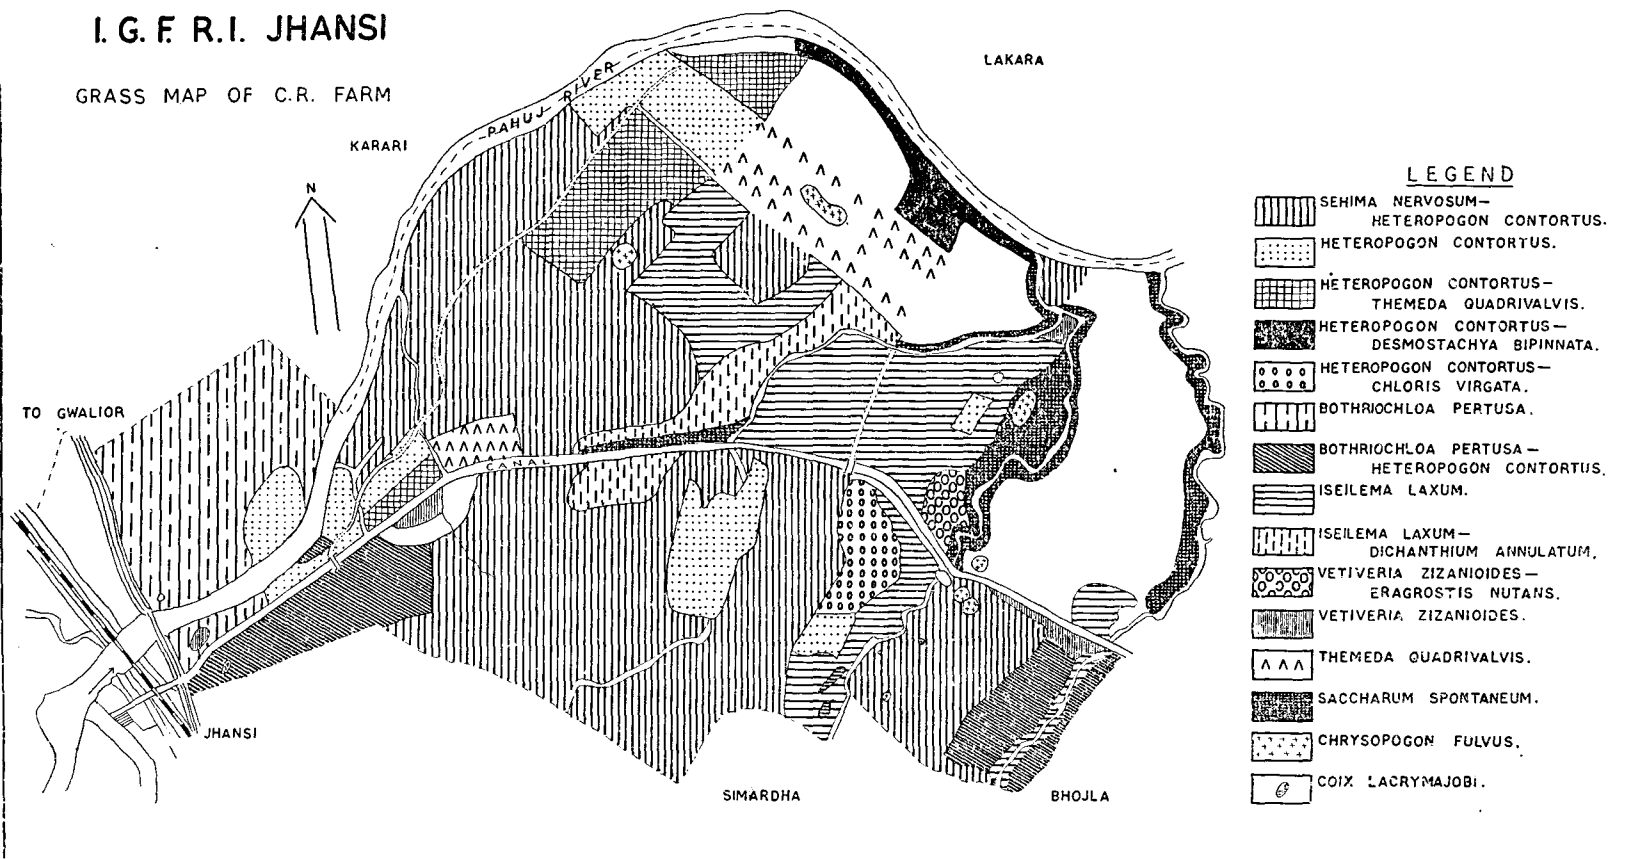 I. G. F. R. I. JHANSI
GRASS MAP OF C.R. FARM
LAKARA
KARARI
PAHUJ RIVER
N
TO GWALIOR
CANAL
JHANSI
SIMARDHA
BHOJLA
LEGEND
SEHIMA NERVOSUM—
HETEROPOGON CONTORTUS.
HETEROPOGON CONTORTUS.
HETEROPOGON CONTORTUS—
THEMEDA QUADRIVALVIS.
HETEROPOGON CONTORTUS—
DESMOSTACHYA BIPINNATA.
HETEROPOGON CONTORTUS—
CHLORIS VIRGATA.
BOTHRIOCHLOA PERTUSA.
BOTHRIOCHLOA PERTUSA—
HETEROPOGON CONTORTUS.
ISEILEMA LAXUM.
ISEILEMA LAXUM—
DICHANTHIUM ANNULATUM.
VETIVERIA ZIZANIOIDES—
ERAGROSTIS NUTANS.
VETIVERIA ZIZANIOIDES.
THEMEDA QUADRIVALVIS.
SACCHARUM SPONTANEUM.
CHRYSOPOGON FULVUS.
COIX LACRYMAJOBI.